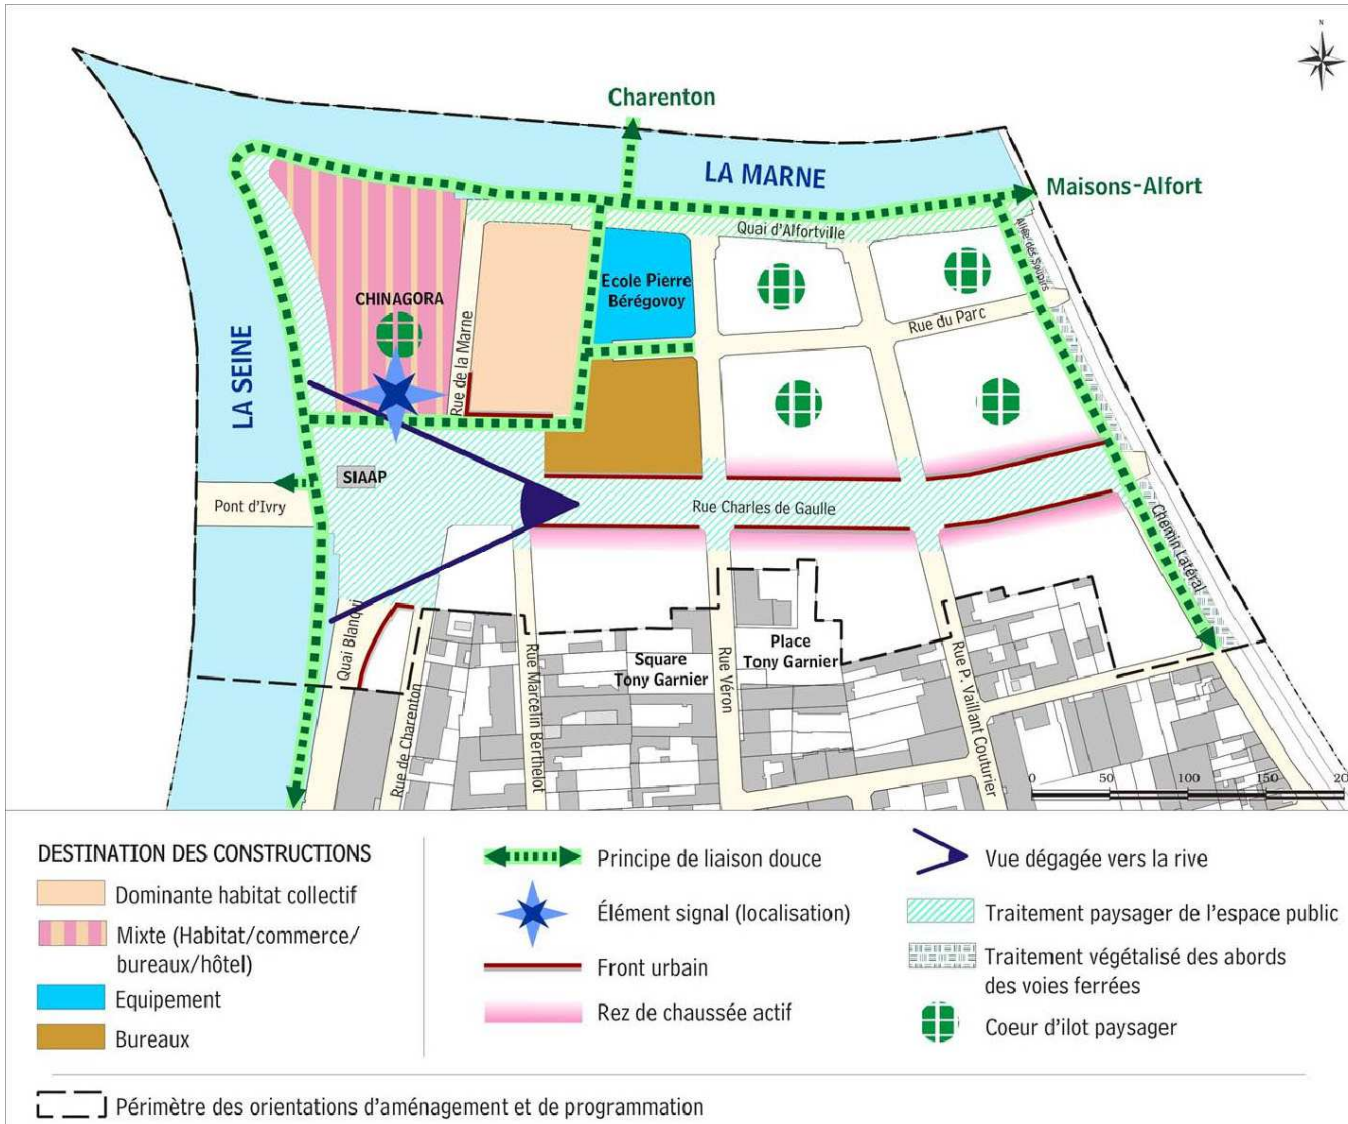 N
Charenton
LA MARNE
Maisons-Alfort
Quai d'Alfortville
Allée des Soupirs
Ecole Pierre
Bérégovoy
CHINAGORA
Rue du Parc
LA SEINE
Rue de la Marne
SIAAP
Pont d'Ivry
Rue Charles de Gaulle
Chemin Latéral
Quai Blanqui
Rue de Charenton
Rue Marcelin Berthelot
Square
Tony Garnier
Rue Véron
Place
Tony Garnier
Rue P. Vaillant Couturier
0 50 100 150 20
DESTINATION DES CONSTRUCTIONS
Dominante habitat collectif
Mixte (Habitat/commerce/
bureaux/hôtel)
Equipement
Bureaux
Principe de liaison douce
Élément signal (localisation)
Front urbain
Rez de chaussée actif
Vue dégagée vers la rive
Traitement paysager de l'espace public
Traitement végétalisé des abords
des voies ferrées
Coeur d'ilot paysager
Périmètre des orientations d'aménagement et de programmation